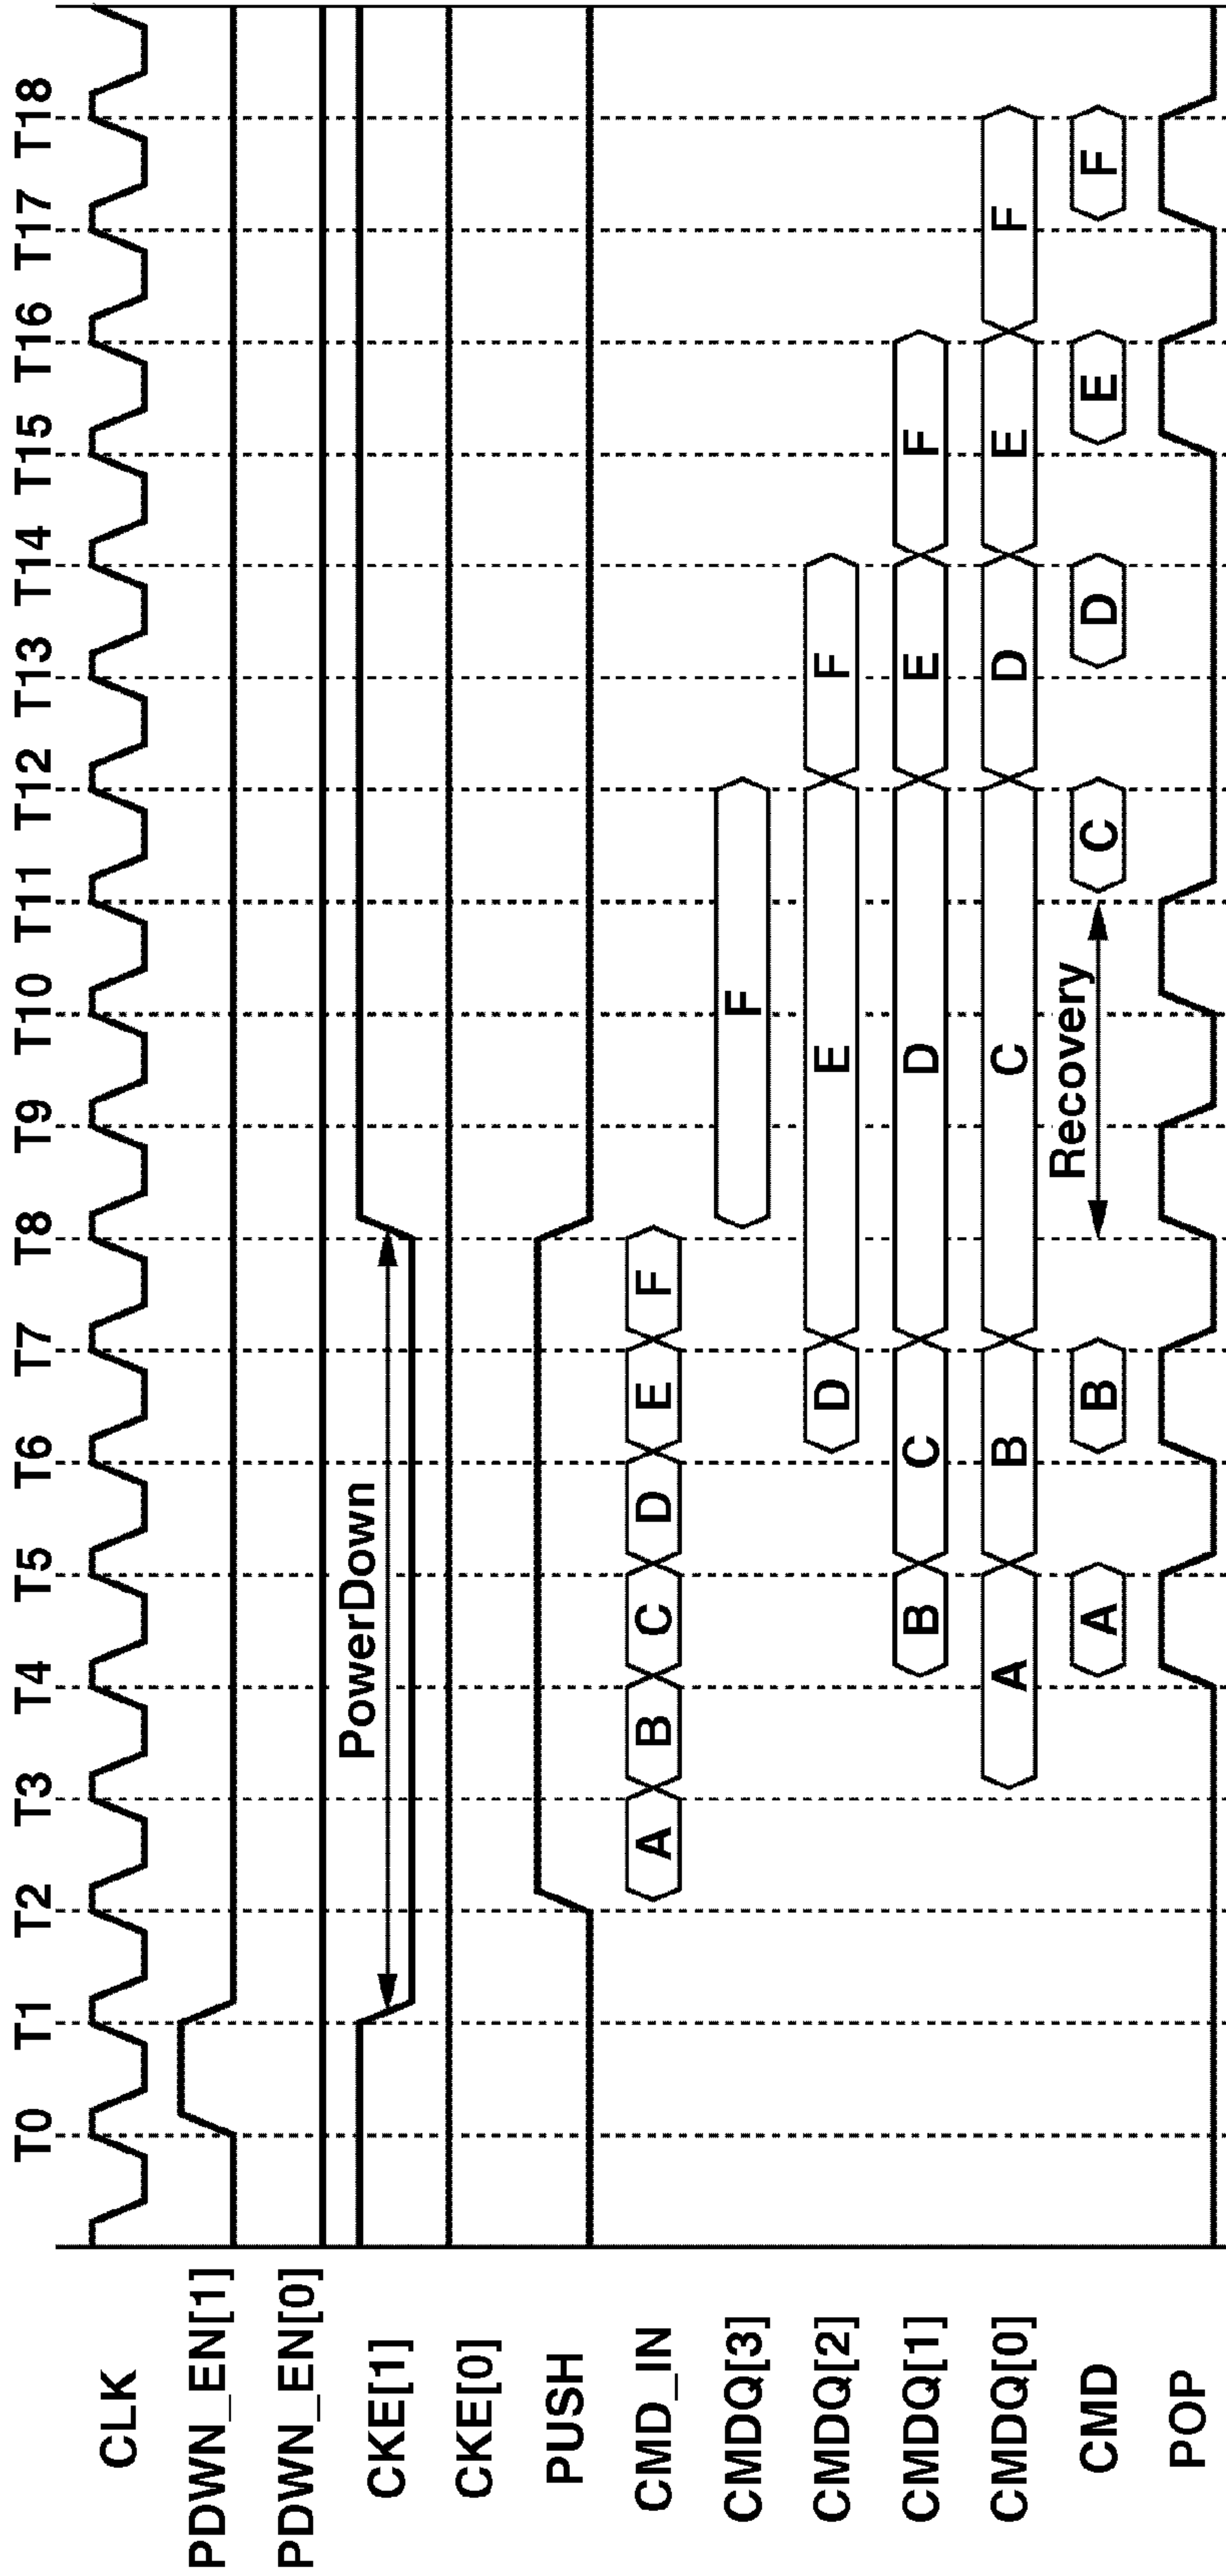 T0 T1 T2 T3 T4 T5 T6 T7 T8 T9 T10 T11 T12 T13 T14 T15 T16 T17 T18
CLK
PDWN_EN[1]
PDWN_EN[0]
CKE[1] PowerDown
CKE[0]
PUSH
CMD_IN A B C D E F
CMDQ[3] F
CMDQ[2] D E F
CMDQ[1] B C D E F
CMDQ[0] A B C D E F
Recovery
CMD A B C D E F
POP